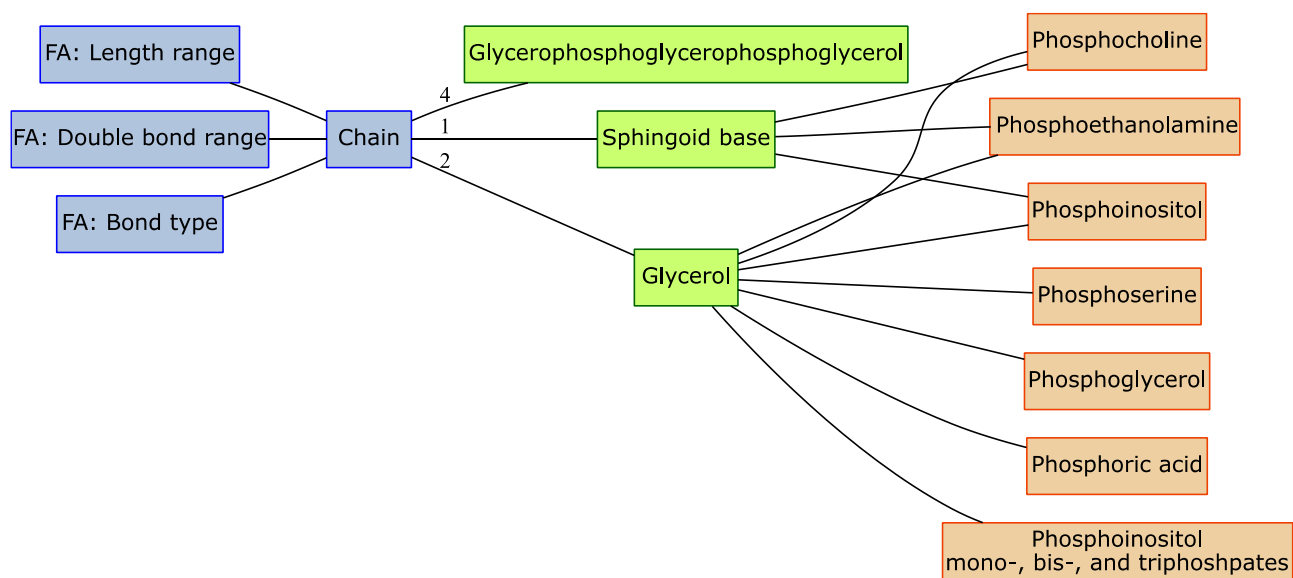 FA: Length range
FA: Double bond range
FA: Bond type
Chain
4
1
2
Glycerophosphoglycerophosphoglycerol
Sphingoid base
Glycerol
Phosphocholine
Phosphoethanolamine
Phosphoinositol
Phosphoserine
Phosphoglycerol
Phosphoric acid
Phosphoinositol
mono-, bis-, and triphoshpates